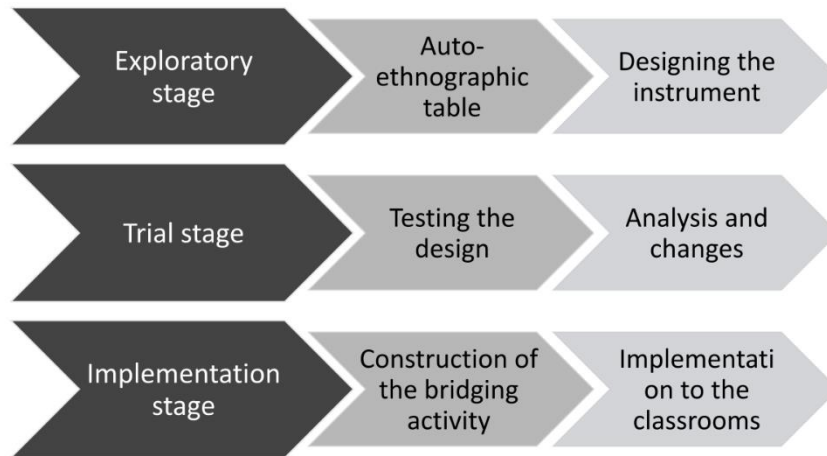 Exploratory
stage
Auto-
ethnographic
table
Designing the
instrument
Trial stage
Testing the
design
Analysis and
changes
Implementation
stage
Construction of
the bridging
activity
Implementati
on to the
classrooms